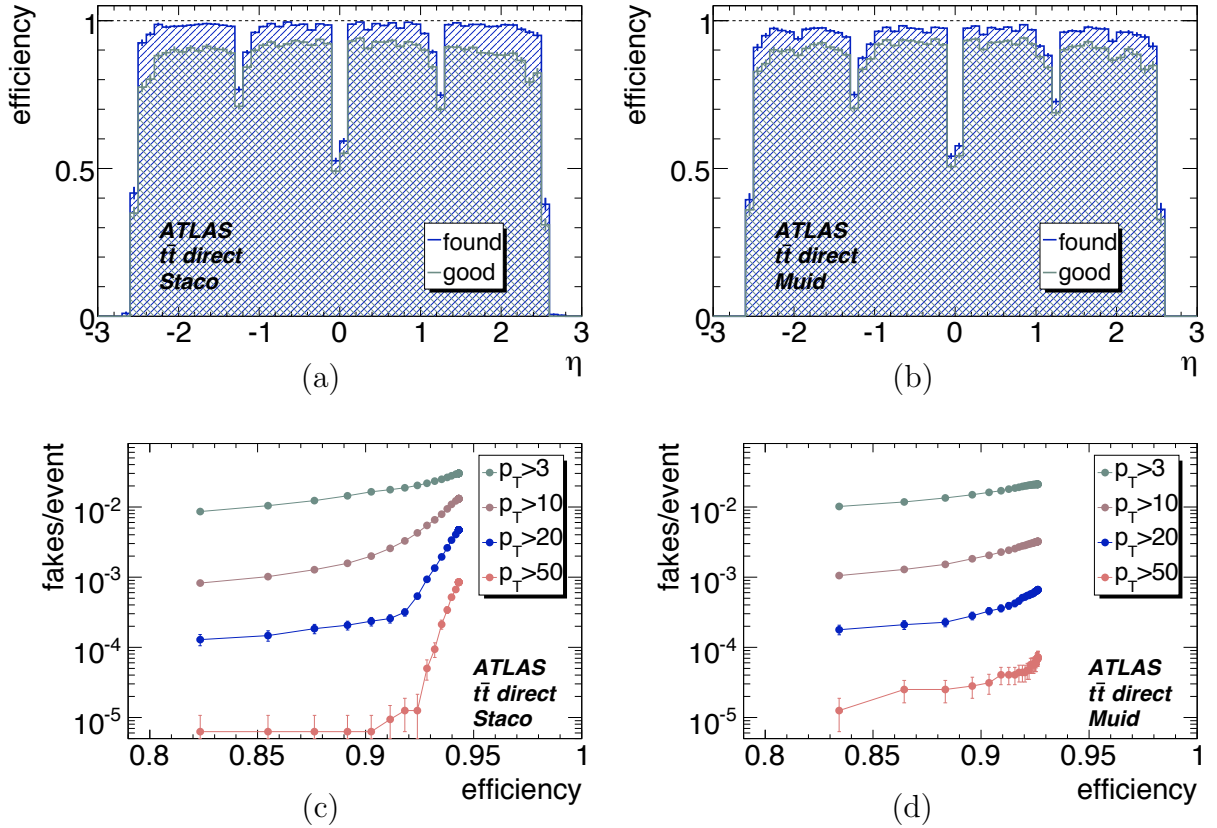 efficiency
1
0.5
0
-3
-2
-1
0
1
2
3
η
ATLAS
tt̄ direct
Staco
found
good
(a)
efficiency
1
0.5
0
-3
-2
-1
0
1
2
3
η
ATLAS
tt̄ direct
Muid
found
good
(b)
fakes/event
10^-2
10^-3
10^-4
10^-5
0.8
0.85
0.9
0.95
1
efficiency
p_T>3
p_T>10
p_T>20
p_T>50
ATLAS
tt̄ direct
Staco
(c)
fakes/event
10^-2
10^-3
10^-4
10^-5
0.8
0.85
0.9
0.95
1
efficiency
p_T>3
p_T>10
p_T>20
p_T>50
ATLAS
tt̄ direct
Muid
(d)